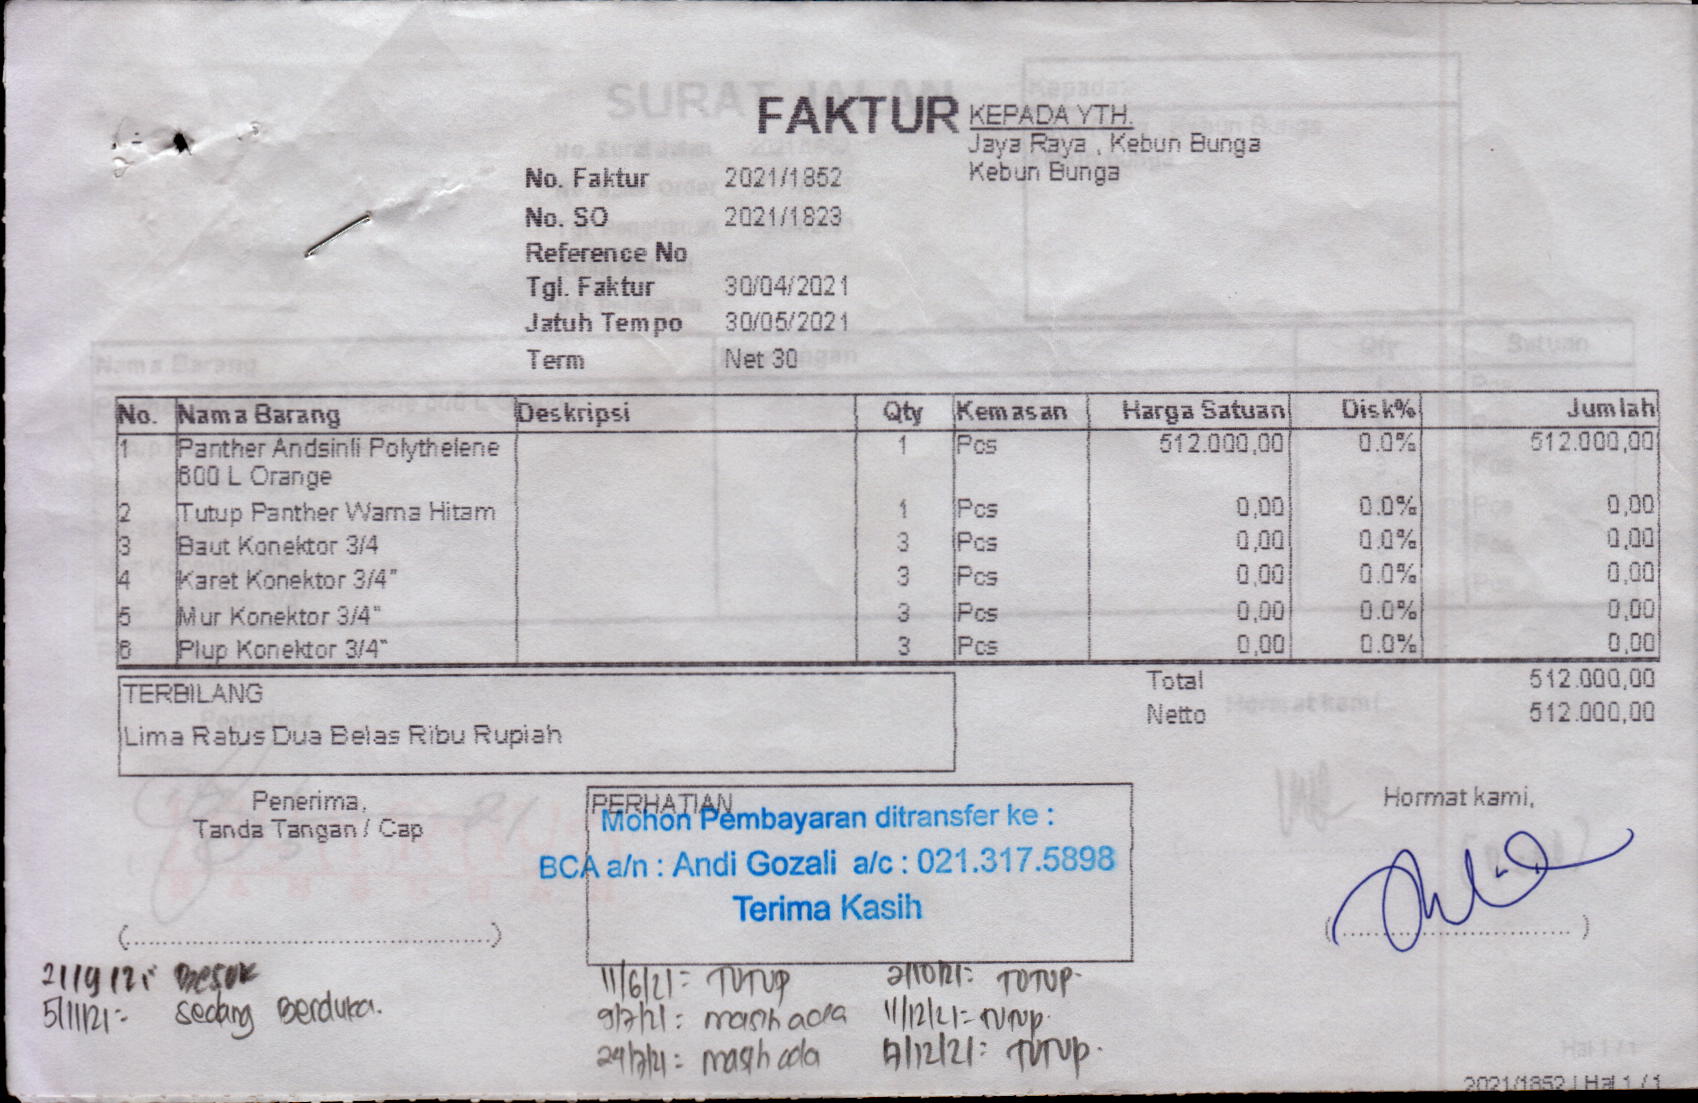 FAKTUR
KEPADA YTH.
Jaya Raya , Kebun Bunga
Kebun Bunga
No. Faktur 2021/1852
No. SO 2021/1823
Reference No
Tgl. Faktur 30/04/2021
Jatuh Tempo 30/05/2021
Term Net 30
No. Nama Barang Deskripsi Qty Kemasan Harga Satuan Disk% Jumlah
1 Panther Andsinli Polythelene 1 Pcs 512.000,00 0.0% 512.000,00
600 L Orange
2 Tutup Panther Warna Hitam 1 Pcs 0,00 0.0% 0,00
3 Baut Konektor 3/4 3 Pcs 0,00 0.0% 0,00
4 Karet Konektor 3/4" 3 Pcs 0,00 0.0% 0,00
5 Mur Konektor 3/4" 3 Pcs 0,00 0.0% 0,00
6 Plup Konektor 3/4" 3 Pcs 0,00 0.0% 0,00
Total 512.000,00
Netto 512.000,00
TERBILANG
Lima Ratus Dua Belas Ribu Rupiah
Penerima,
Tanda Tangan / Cap
PERHATIAN
Mohon Pembayaran ditransfer ke :
BCA a/n : Andi Gozali a/c : 021.317.5898
Terima Kasih
Hormat kami,
21/9/21: Besok
5/11/21: Sedang Berduka.
11/6/21: TUTUP
9/7/21: masih ada
24/7/21: masih ada
2/10/21: TUTUP.
11/12/21: TUTUP.
17/12/21: TUTUP.
2021/1852 | Hal 1 / 1